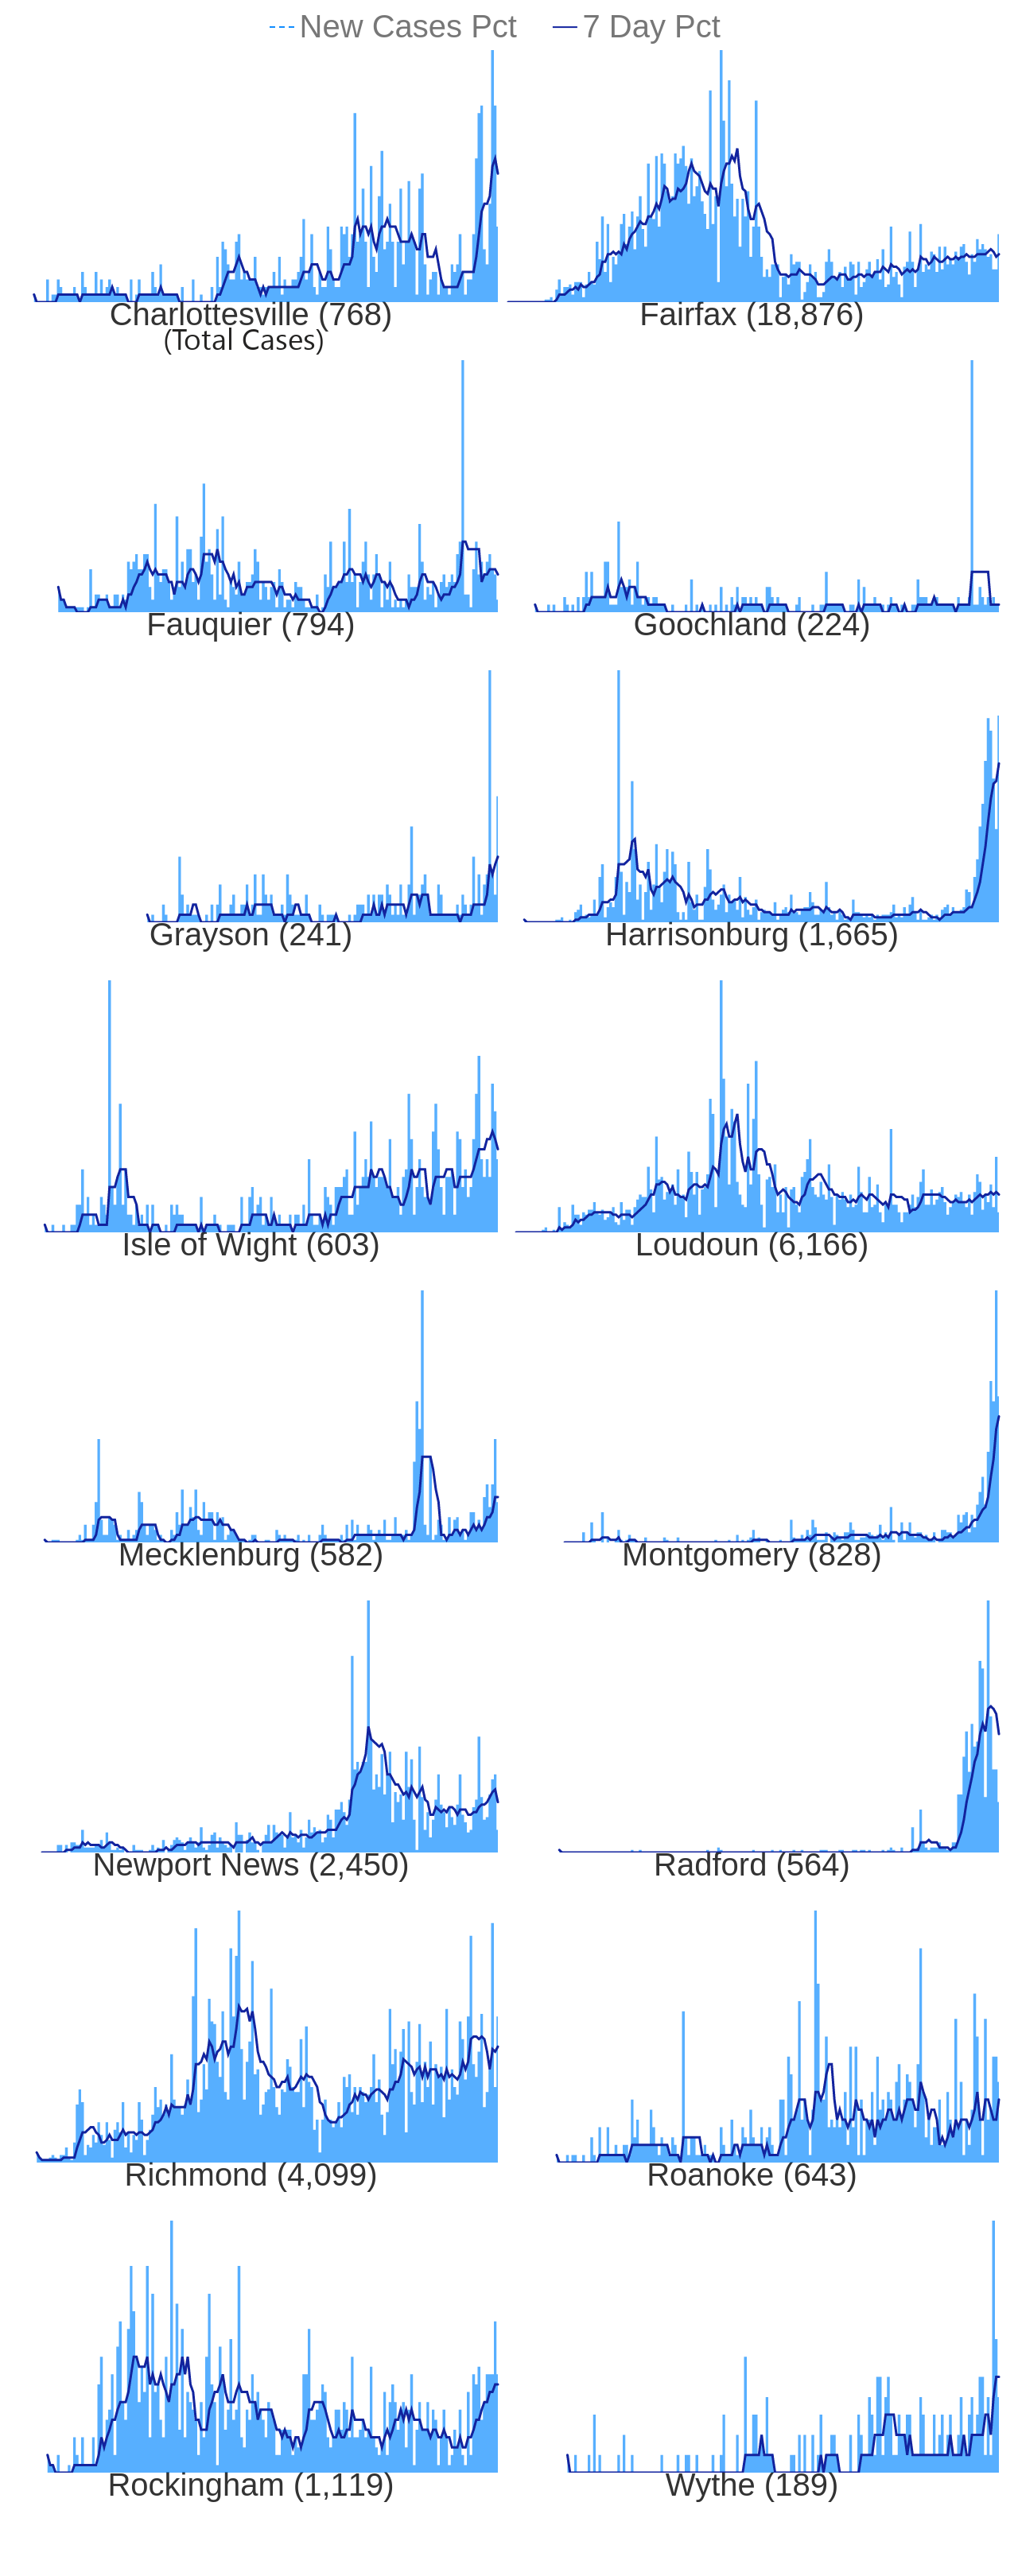 New Cases Pct 7 Day Pct
Charlottesville (768) Fairfax (18,876)
(Total Cases)
Fauquier (794) Goochland (224)
Grayson (241) Harrisonburg (1,665)
Isle of Wight (603) Loudoun (6,166)
Mecklenburg (582) Montgomery (828)
Newport News (2,450) Radford (564)
Richmond (4,099) Roanoke (643)
Rockingham (1,119) Wythe (189)